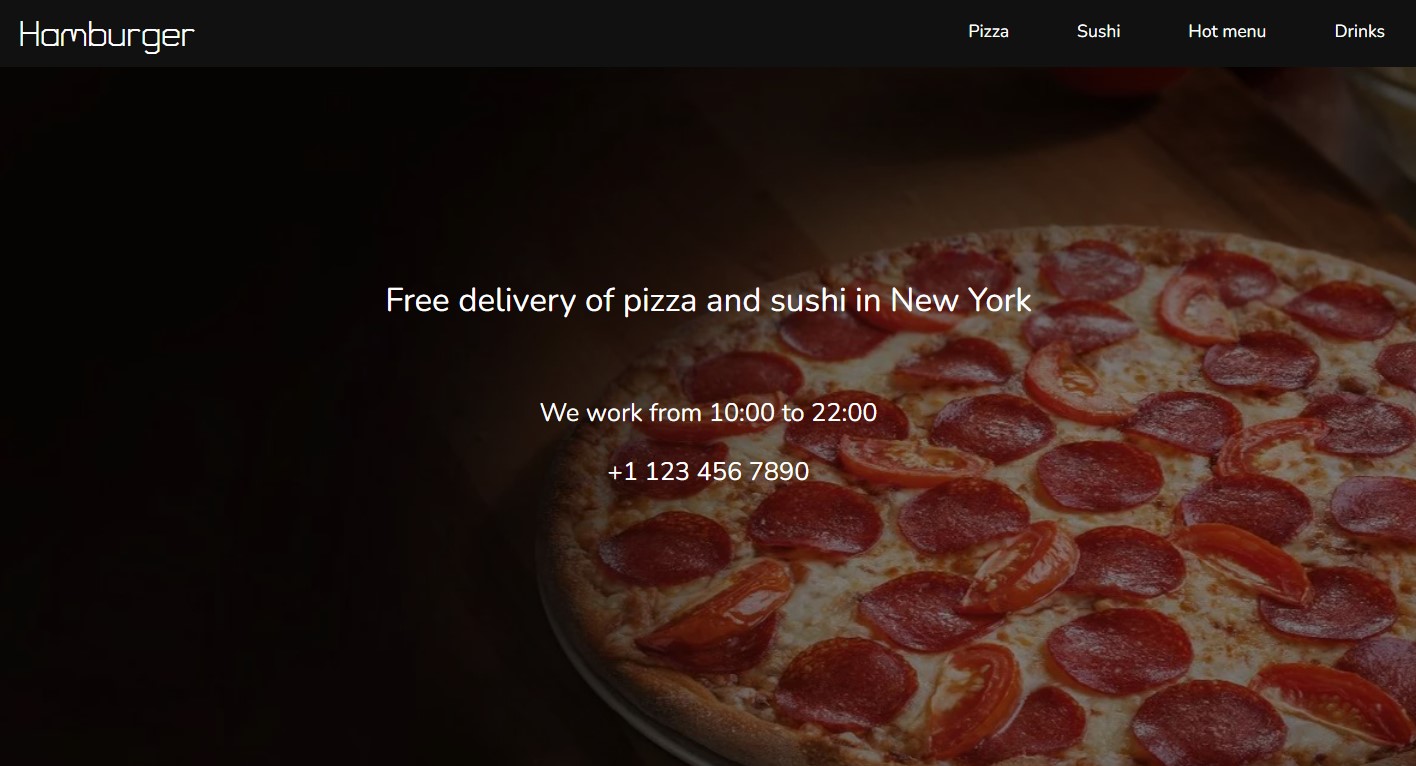 Hamburger
Pizza Sushi Hot menu Drinks
Free delivery of pizza and sushi in New York
We work from 10:00 to 22:00
+1 123 456 7890